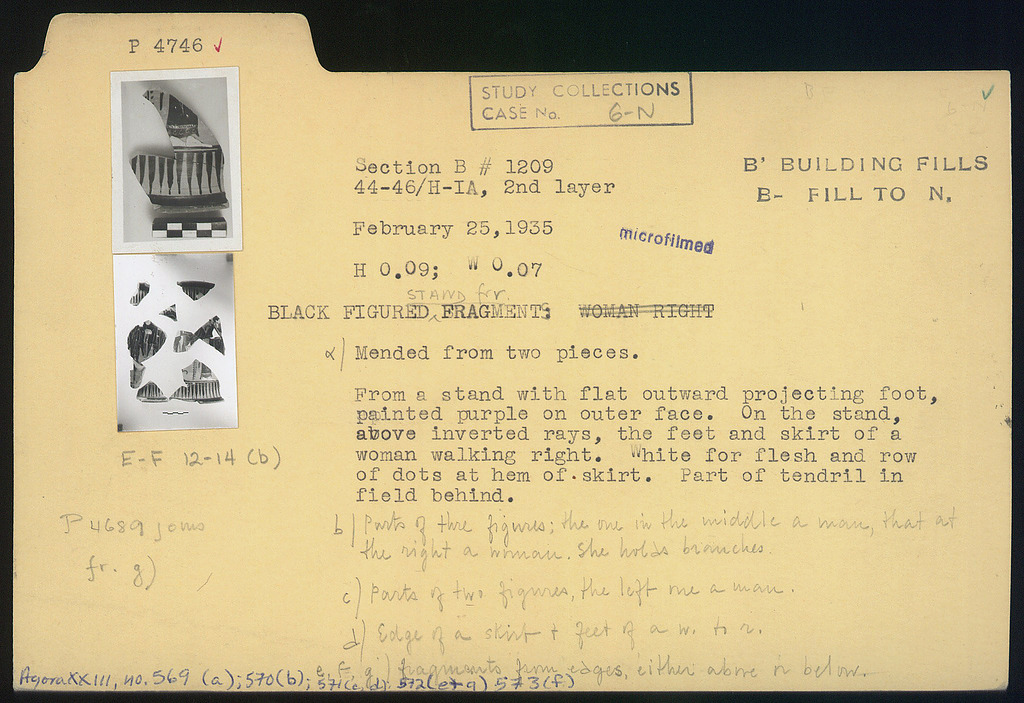 P 4746 ✓
STUDY COLLECTIONS
CASE No. 6-N
✓
Section B # 1209
44-46/H-IA, 2nd layer
B' BUILDING FILLS
B- FILL TO N.
February 25,1935
microfilmed
H 0.09; W 0.07
STAND fr.
BLACK FIGURED FRAGMENTS: WOMAN RIGHT
α) Mended from two pieces.
From a stand with flat outward projecting foot,
painted purple on outer face. On the stand,
above inverted rays, the feet and skirt of a
woman walking right. White for flesh and row
of dots at hem of skirt. Part of tendril in
field behind.
E-F 12-14 (b)
P 4689 joins
fr. g)
b) Parts of three figures; the one in the middle a man, that at
the right a woman. She holds branches.
c) Parts of two figures, the left one a man.
d) Edge of a skirt + feet of a w. to r.
e, f, g) fragments from edges, either above or below.
Agora XXIII, no. 569 (a); 570(b); 571(c,d); 572(e+g) 573(f)